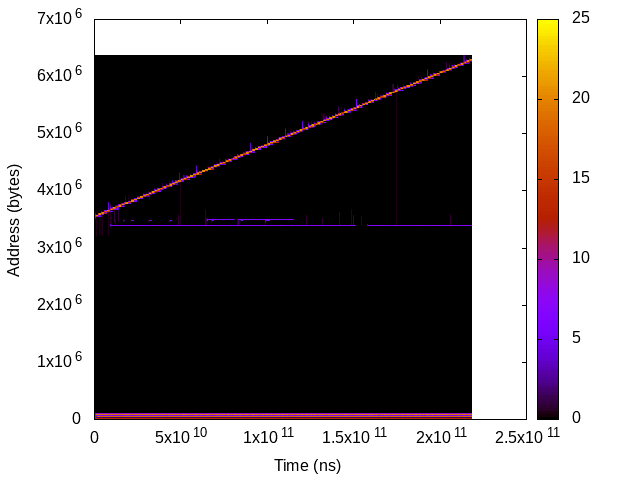 7x10 6
6x10 6
5x10 6
4x10 6
3x10 6
2x10 6
1x10 6
0
Address (bytes)
0 5x10 10 1x10 11 1.5x10 11 2x10 11 2.5x10 11
Time (ns)
25
20
15
10
5
0